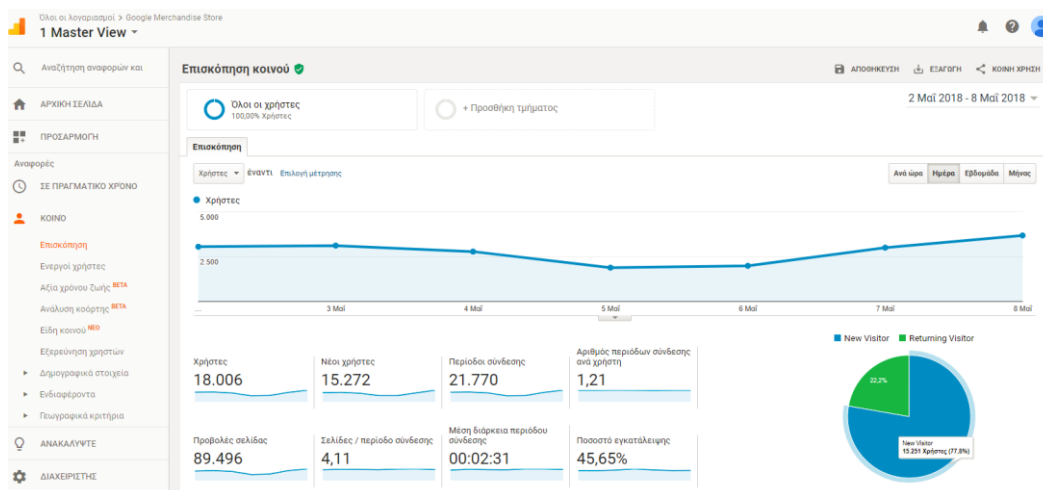 Όλοι οι λογαριασμοί > Google Merchandise Store
1 Master View
Αναζήτηση αναφορών και
ΑΡΧΙΚΗ ΣΕΛΙΔΑ
ΠΡΟΣΑΡΜΟΓΗ
Αναφορές
ΣΕ ΠΡΑΓΜΑΤΙΚΟ ΧΡΌΝΟ
ΚΟΙΝΌ
Επισκόπηση
Ενεργοί χρήστες
Αξία χρόνου ζωής BETA
Ανάλυση κοόρτης BETA
Είδη κοινού ΝΕΟ
Εξερεύνηση χρηστών
Δημογραφικά στοιχεία
Ενδιαφέροντα
Γεωγραφικά κριτήρια
ΑΝΑΚΑΛΎΨΤΕ
ΔΙΑΧΕΙΡΙΣΤΗΣ
Επισκόπηση κοινού
ΑΠΟΘΗΚΕΥΣΗ ΕΞΑΓΩΓΗ ΚΟΙΝΗ ΧΡΗΣΗ
Όλοι οι χρήστες
100,00% Χρήστες
+ Προσθήκη τμήματος
2 Μαΐ 2018 - 8 Μαΐ 2018
Επισκόπηση
Χρήστες έναντι Επιλογή μέτρησης
Ανά ώρα Ημέρα Εβδομάδα Μήνας
Χρήστες
5.000
2.500
... 3 Μαΐ 4 Μαΐ 5 Μαΐ 6 Μαΐ 7 Μαΐ 8 Μαΐ
Χρήστες
18.006
Νέοι χρήστες
15.272
Περίοδοι σύνδεσης
21.770
Αριθμός περιόδων σύνδεσης
ανά χρήστη
1,21
Προβολές σελίδας
89.496
Σελίδες / περίοδο σύνδεσης
4,11
Μέση διάρκεια περιόδου
σύνδεσης
00:02:31
Ποσοστό εγκατάλειψης
45,65%
New Visitor Returning Visitor
22,2%
New Visitor
15.251 Χρήστες (77,8%)